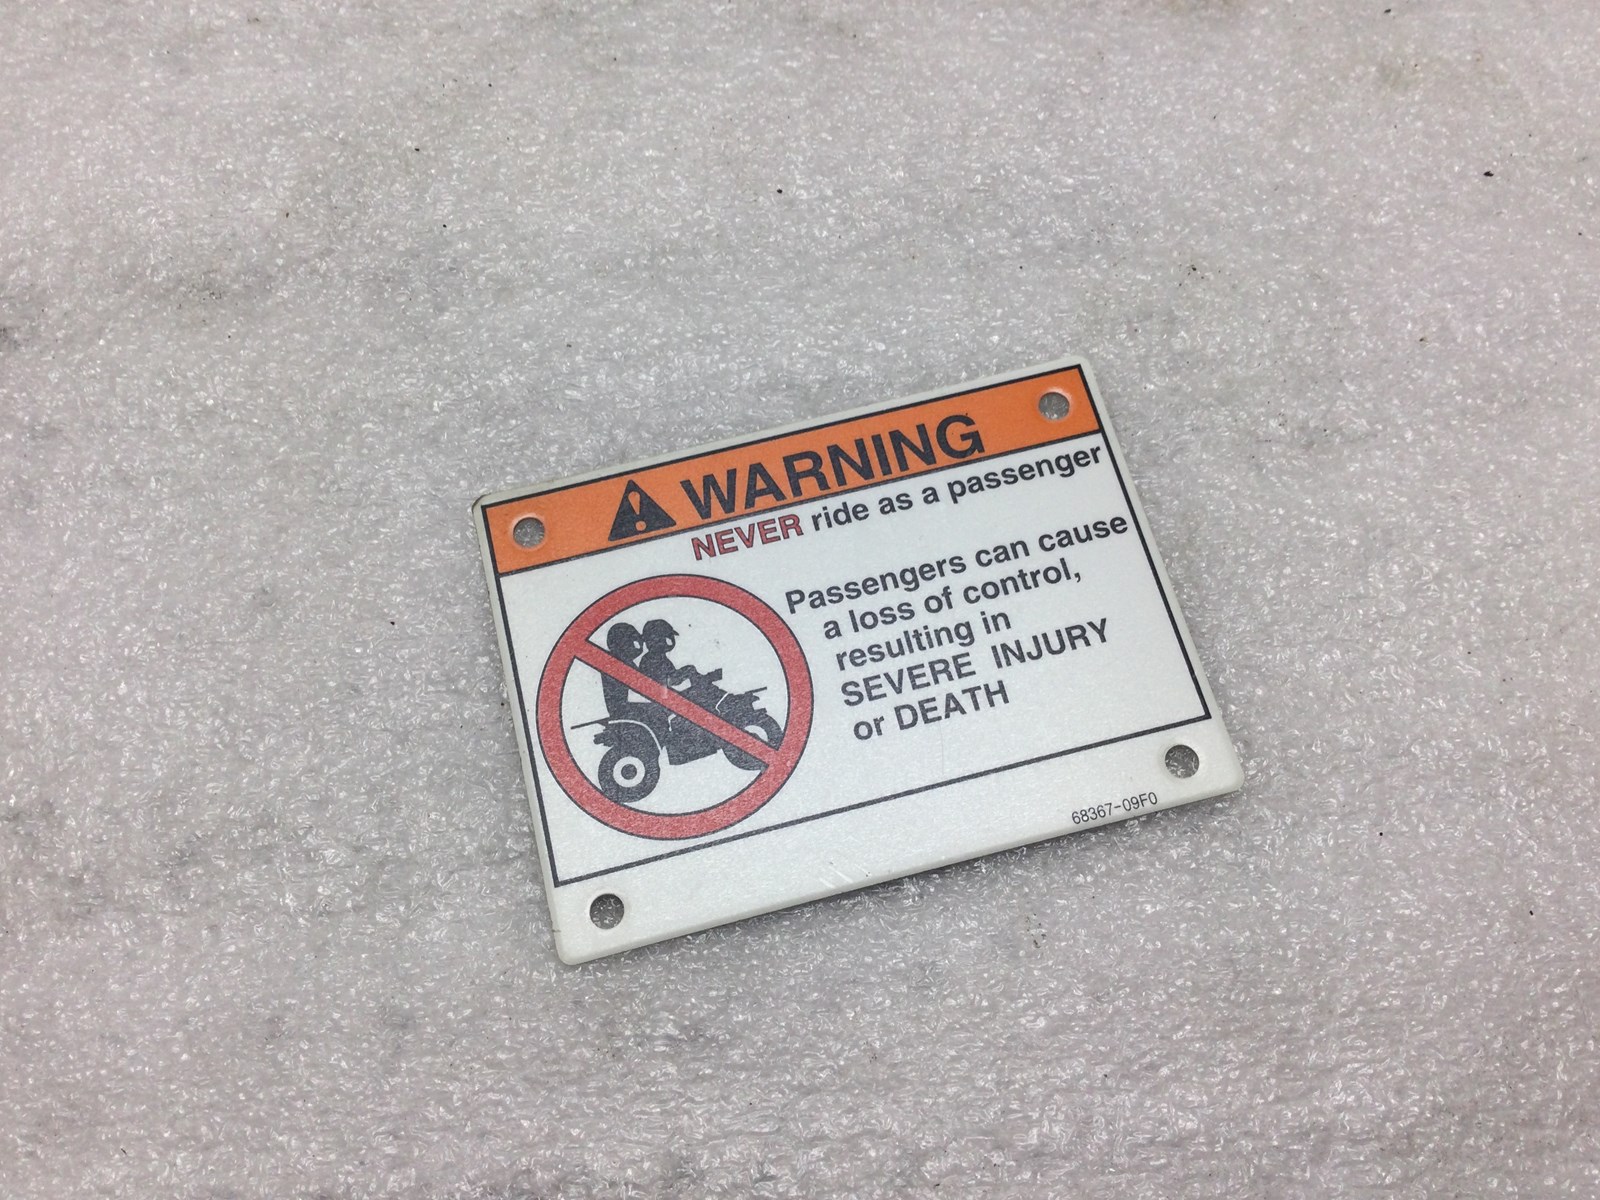 WARNING
NEVER ride as a passenger
Passengers can cause
a loss of control,
resulting in
SEVERE INJURY
or DEATH
68367-09F0